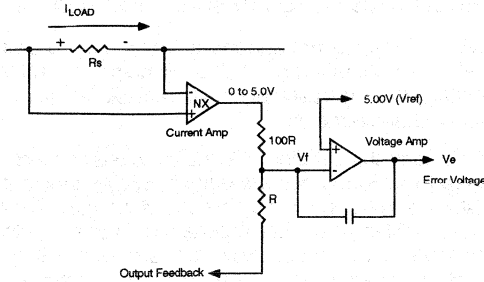 I LOAD
+ -
Rs
0 to 5.0V
-
NX
+
Current Amp
100R
5.00V (Vref)
Voltage Amp
Vf
+
-
Ve
Error Voltage
R
Output Feedback